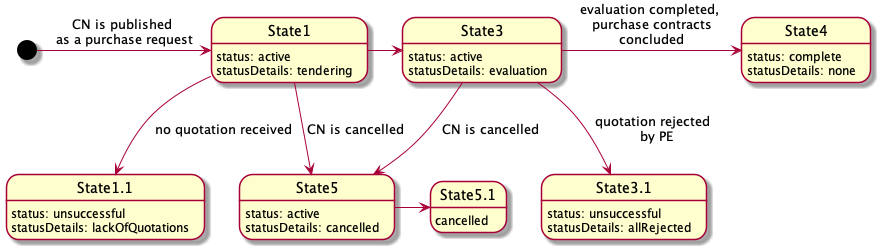 CN is published
as a purchase request
State1
status: active
statusDetails: tendering
State3
status: active
statusDetails: evaluation
evaluation completed,
purchase contracts
concluded
State4
status: complete
statusDetails: none
no quotation received
CN is cancelled
CN is cancelled
quotation rejected
by PE
State1.1
status: unsuccessful
statusDetails: lackOfQuotations
State5
status: active
statusDetails: cancelled
State5.1
cancelled
State3.1
status: unsuccessful
statusDetails: allRejected